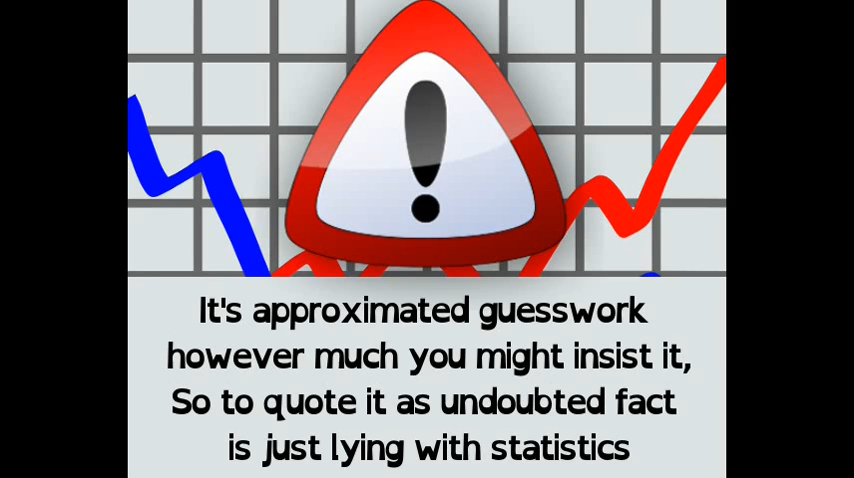 It's approximated guesswork
however much you might insist it,
So to quote it as undoubted fact
is just lying with statistics